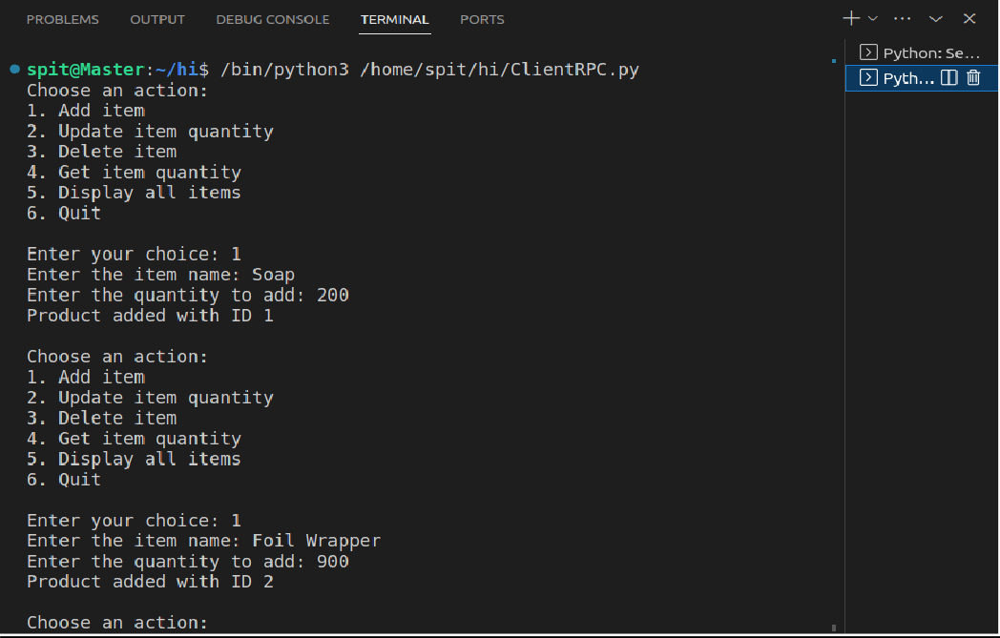 PROBLEMS OUTPUT DEBUG CONSOLE TERMINAL PORTS
spit@Master:~/hi$ /bin/python3 /home/spit/hi/ClientRPC.py
Choose an action:
1. Add item
2. Update item quantity
3. Delete item
4. Get item quantity
5. Display all items
6. Quit
Enter your choice: 1
Enter the item name: Soap
Enter the quantity to add: 200
Product added with ID 1
Choose an action:
1. Add item
2. Update item quantity
3. Delete item
4. Get item quantity
5. Display all items
6. Quit
Enter your choice: 1
Enter the item name: Foil Wrapper
Enter the quantity to add: 900
Product added with ID 2
Choose an action:
Python: Se...
Pyth...